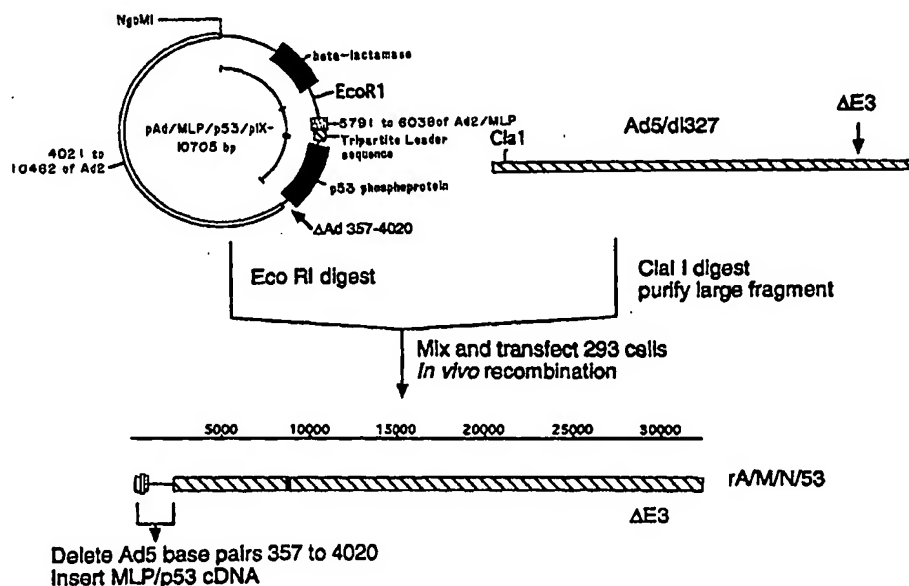 NgoMI
beta-lactamase
EcoR1
5791 to 6038 of Ad2/MLP
Tripartite Leader
sequence
p53 phosphoprotein
pAd/MLP/p53/pIX-
10705 bp
4021 to
10462 of Ad2
ΔAd 357-4020
Cla1
Ad5/dl327
ΔE3
Eco RI digest
Clal I digest
purify large fragment
Mix and transfect 293 cells
In vivo recombination
5000 10000 15000 20000 25000 30000
rA/M/N/53
ΔE3
Delete Ad5 base pairs 357 to 4020
Insert MLP/p53 cDNA